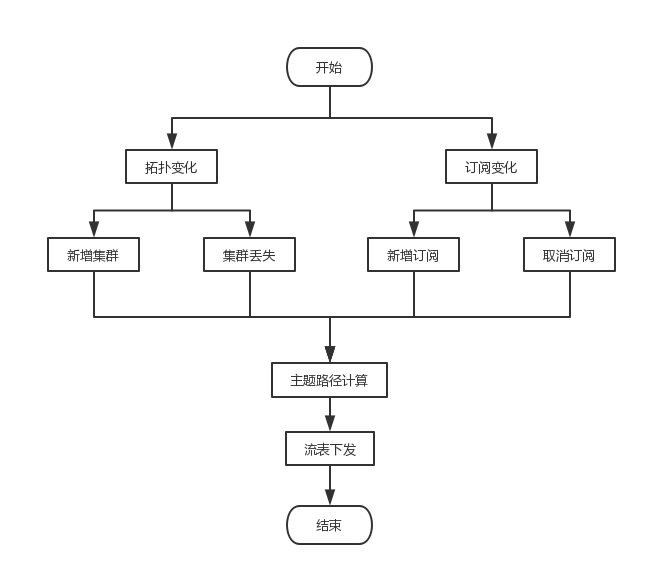 开始
拓扑变化
订阅变化
新增集群
集群丢失
新增订阅
取消订阅
主题路径计算
流表下发
结束